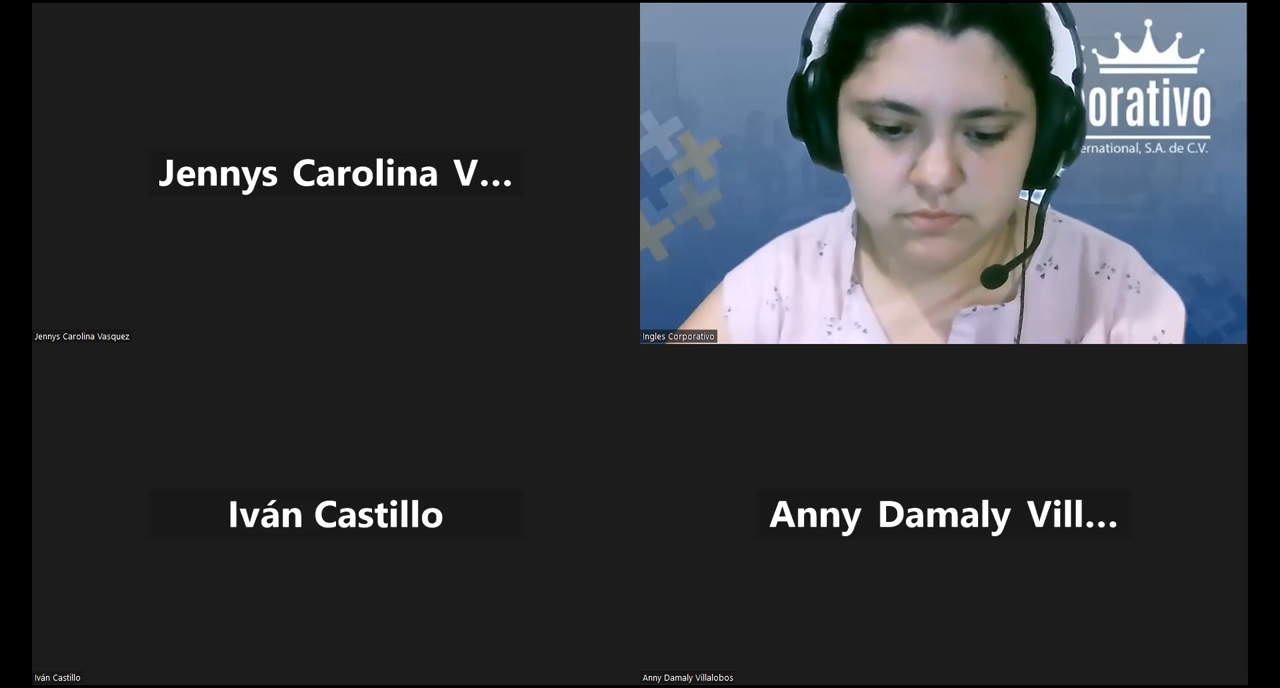 Jennys Carolina V...
Jennys Carolina Vasquez
orativo
ernational, S.A. de C.V.
Ingles Corporativo
Iván Castillo
Iván Castillo
Anny Damaly Vill...
Anny Damaly Villalobos